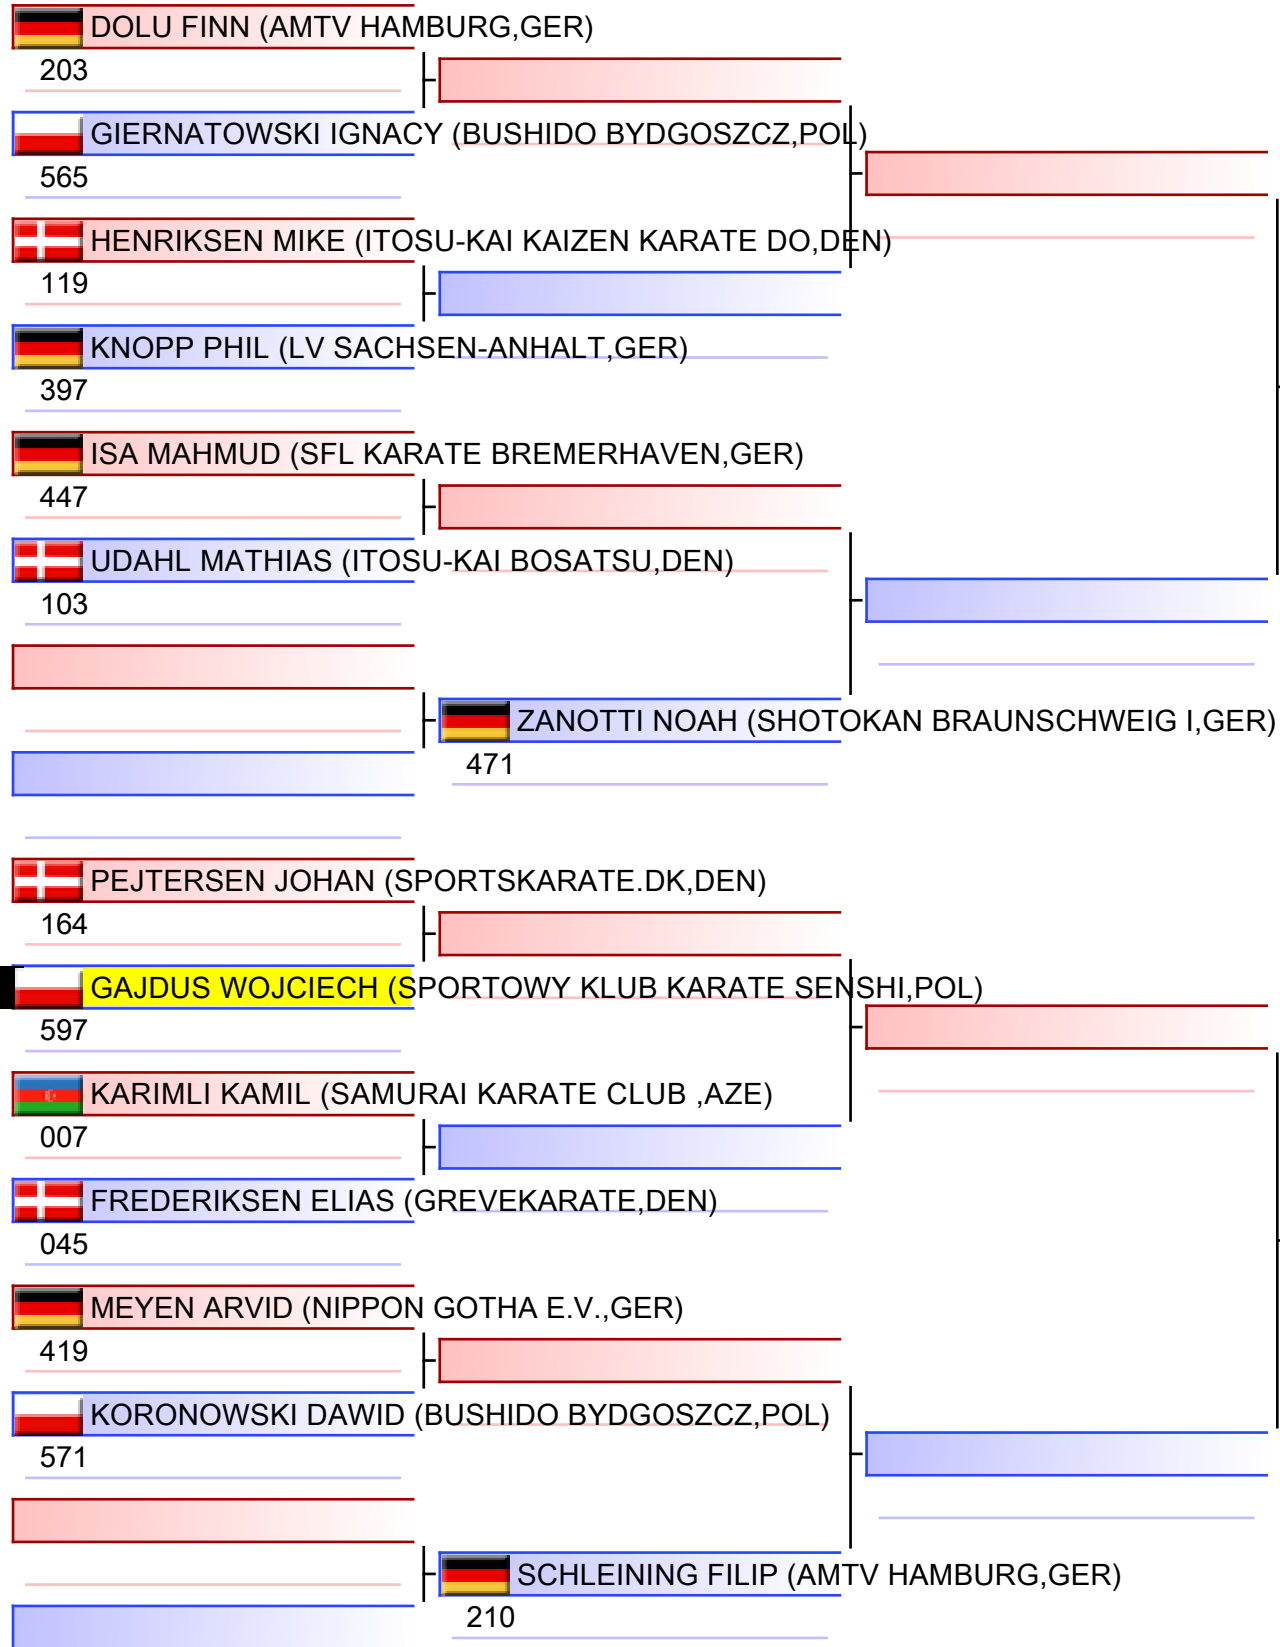 DOLU FINN (AMTV HAMBURG,GER)
203
GIERNATOWSKI IGNACY (BUSHIDO BYDGOSZCZ,POL)
565
HENRIKSEN MIKE (ITOSU-KAI KAIZEN KARATE DO,DEN)
119
KNOPP PHIL (LV SACHSEN-ANHALT,GER)
397
ISA MAHMUD (SFL KARATE BREMERHAVEN,GER)
447
UDAHL MATHIAS (ITOSU-KAI BOSATSU,DEN)
103
ZANOTTI NOAH (SHOTOKAN BRAUNSCHWEIG I,GER)
471
PEJTERSEN JOHAN (SPORTSKARATE.DK,DEN)
164
GAJDUS WOJCIECH (SPORTOWY KLUB KARATE SENSHI,POL)
597
KARIMLI KAMIL (SAMURAI KARATE CLUB ,AZE)
007
FREDERIKSEN ELIAS (GREVEKARATE,DEN)
045
MEYEN ARVID (NIPPON GOTHA E.V.,GER)
419
KORONOWSKI DAWID (BUSHIDO BYDGOSZCZ,POL)
571
SCHLEINING FILIP (AMTV HAMBURG,GER)
210